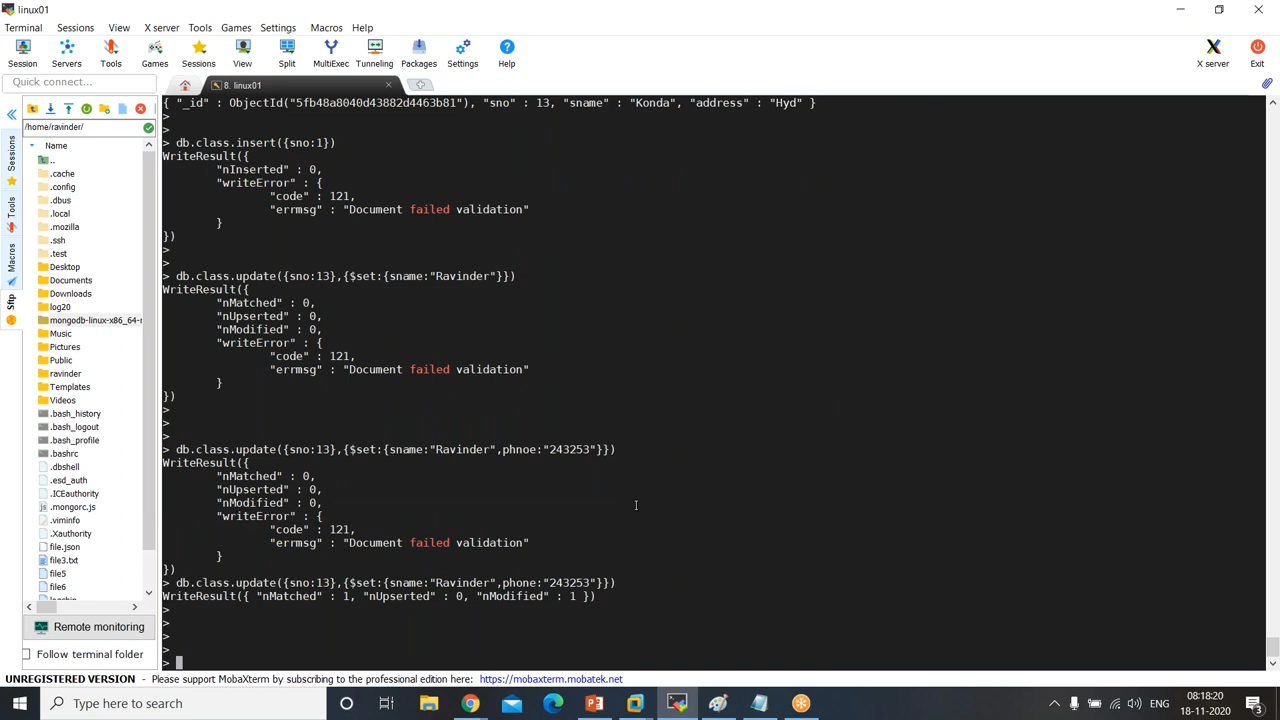 linux01
Terminal Sessions View X server Tools Games Settings Macros Help
Session Servers Tools Games Sessions View Split MultiExec Tunneling Packages Settings Help X server Exit
Quick connect...
8. linux01
/home/ravinder/
Name
..
.cache
.config
.dbus
.local
.mozilla
.ssh
.test
Desktop
Documents
Downloads
log20
mongodb-linux-x86_64-r
Music
Pictures
Public
ravinder
Templates
Videos
.bash_history
.bash_logout
.bash_profile
.bashrc
.dbshell
.esd_auth
.ICEauthority
.mongorc.js
.viminfo
.Xauthority
file.json
file3.txt
file5
file6
Sessions
Tools
Macros
Sftp
Remote monitoring
Follow terminal folder
{ "_id" : ObjectId("5fb48a8040d43882d4463b81"), "sno" : 13, "sname" : "Konda", "address" : "Hyd" }
>
>
> db.class.insert({sno:1})
WriteResult({
"nInserted" : 0,
"writeError" : {
"code" : 121,
"errmsg" : "Document failed validation"
}
})
>
>
> db.class.update({sno:13},{$set:{sname:"Ravinder"}})
WriteResult({
"nMatched" : 0,
"nUpserted" : 0,
"nModified" : 0,
"writeError" : {
"code" : 121,
"errmsg" : "Document failed validation"
}
})
>
>
>
> db.class.update({sno:13},{$set:{sname:"Ravinder",phnoe:"243253"}})
WriteResult({
"nMatched" : 0,
"nUpserted" : 0,
"nModified" : 0,
"writeError" : {
"code" : 121,
"errmsg" : "Document failed validation"
}
})
> db.class.update({sno:13},{$set:{sname:"Ravinder",phone:"243253"}})
WriteResult({ "nMatched" : 1, "nUpserted" : 0, "nModified" : 1 })
>
>
>
>
>
UNREGISTERED VERSION - Please support MobaXterm by subscribing to the professional edition here: https://mobaxterm.mobatek.net
Type here to search
ENG
08:18:20
18-11-2020
3